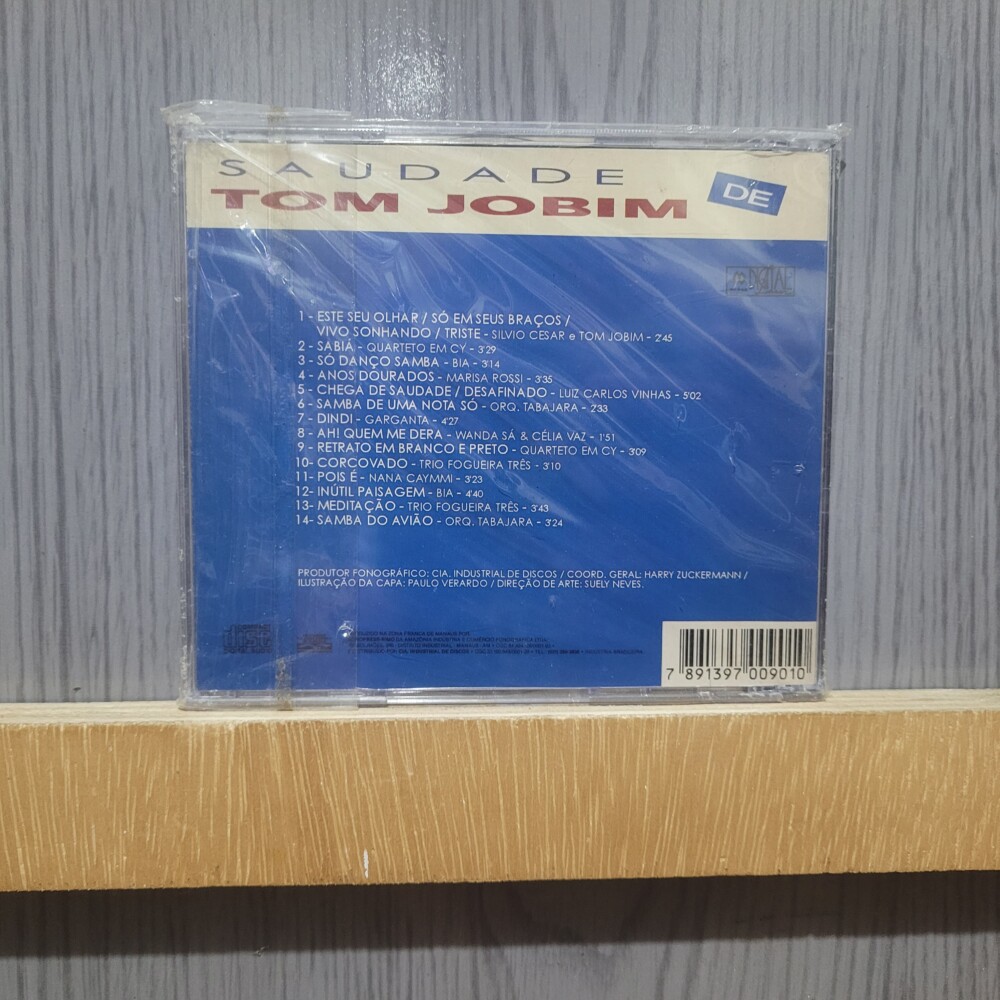 SAUDADE
TOM JOBIM DE
DIGITAL
1 - ESTE SEU OLHAR / SÓ EM SEUS BRAÇOS /
VIVO SONHANDO / TRISTE - SILVIO CESAR e TOM JOBIM - 2'45
2 - SABIÁ - QUARTETO EM CY - 3'29
3 - SÓ DANÇO SAMBA - BIA - 3'14
4 - ANOS DOURADOS - MARISA ROSSI - 3'35
5 - CHEGA DE SAUDADE / DESAFINADO - LUIZ CARLOS VINHAS - 5'02
6 - SAMBA DE UMA NOTA SÓ - ORQ. TABAJARA - 2'33
7 - DINDI - GARGANTA - 4'27
8 - AH! QUEM ME DERA - WANDA SÁ & CÉLIA VAZ - 1'51
9 - RETRATO EM BRANCO E PRETO - QUARTETO EM CY - 3'09
10- CORCOVADO - TRIO FOGUEIRA TRÊS - 3'10
11- POIS É - NANA CAYMMI - 3'23
12- INÚTIL PAISAGEM - BIA - 4'40
13- MEDITAÇÃO - TRIO FOGUEIRA TRÊS - 3'43
14- SAMBA DO AVIÃO - ORQ. TABAJARA - 3'24
PRODUTOR FONOGRÁFICO: CIA. INDUSTRIAL DE DISCOS / COORD. GERAL: HARRY ZUCKERMANN /
ILUSTRAÇÃO DA CAPA: PAULO VERARDO / DIREÇÃO DE ARTE: SUELY NEVES.
7 891397 009010